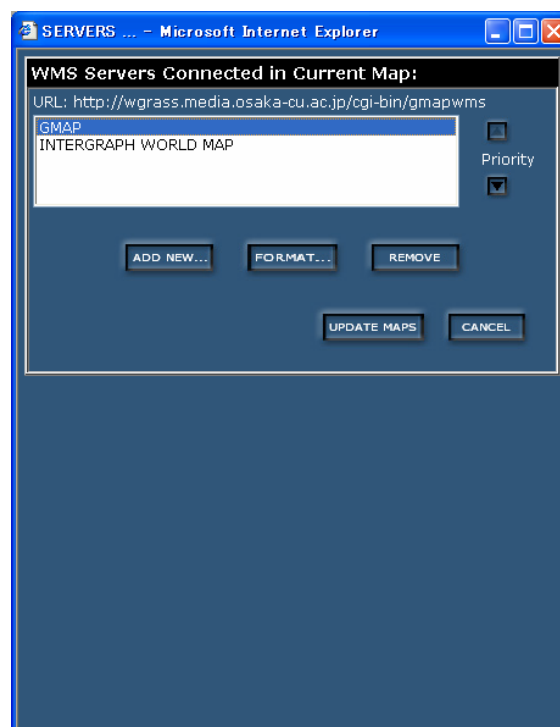 SERVERS ... - Microsoft Internet Explorer
WMS Servers Connected in Current Map:
URL: http://wgrass.media.osaka-cu.ac.jp/cgi-bin/gmapwms
GMAP
INTERGRAPH WORLD MAP
Priority
ADD NEW... FORMAT... REMOVE
UPDATE MAPS CANCEL